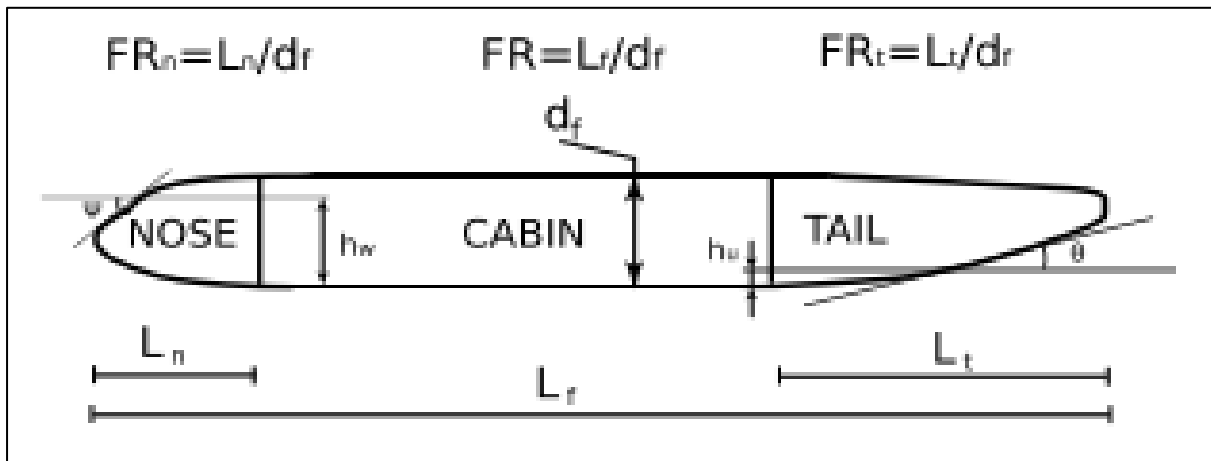 FRn=Ln/df FR=Lf/df FRt=Lt/df
df
ψ
NOSE hw CABIN hu TAIL θ
Ln Lt
Lf